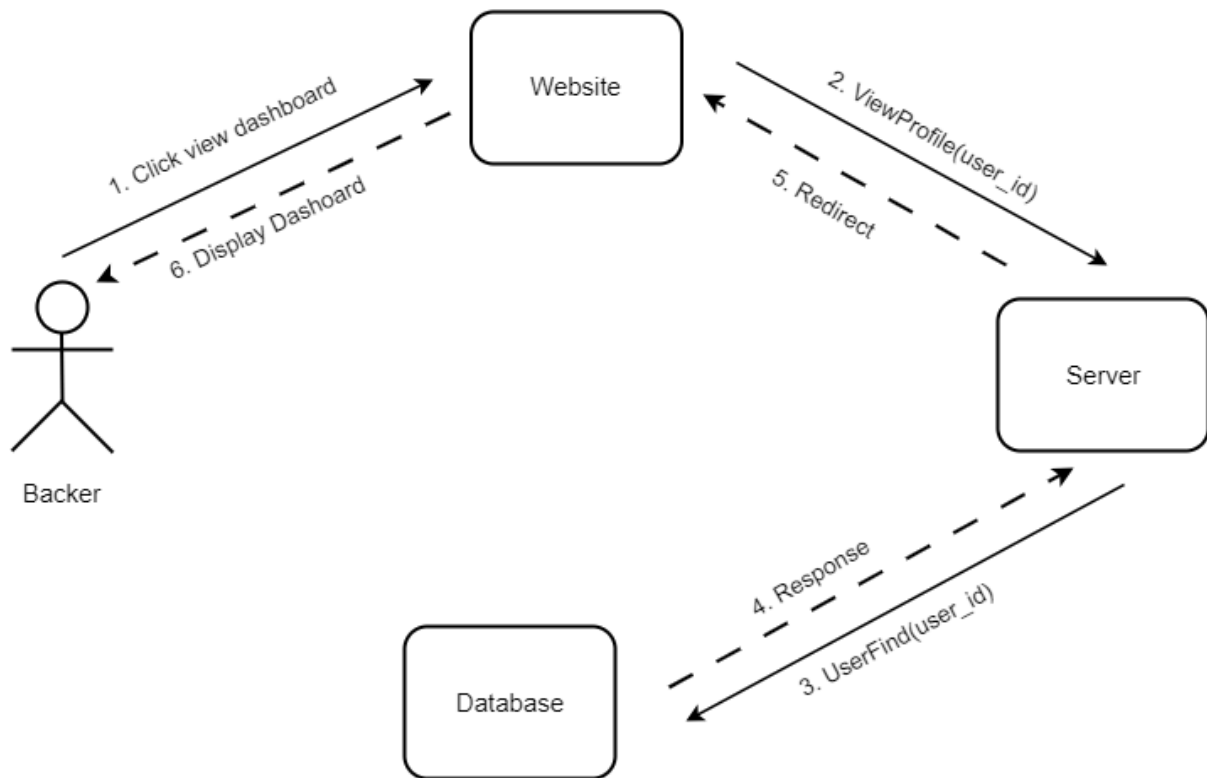 Website
1. Click view dashboard
2. ViewProfile(user_id)
5. Redirect
6. Display Dashoard
Server
Backer
4. Response
3. UserFind(user_id)
Database